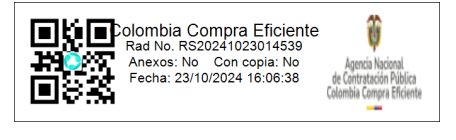 Colombia Compra Eficiente
Rad No. RS20241023014539
Anexos: No Con copia: No
Fecha: 23/10/2024 16:06:38
Agencia Nacional
de Contratación Pública
Colombia Compra Eficiente